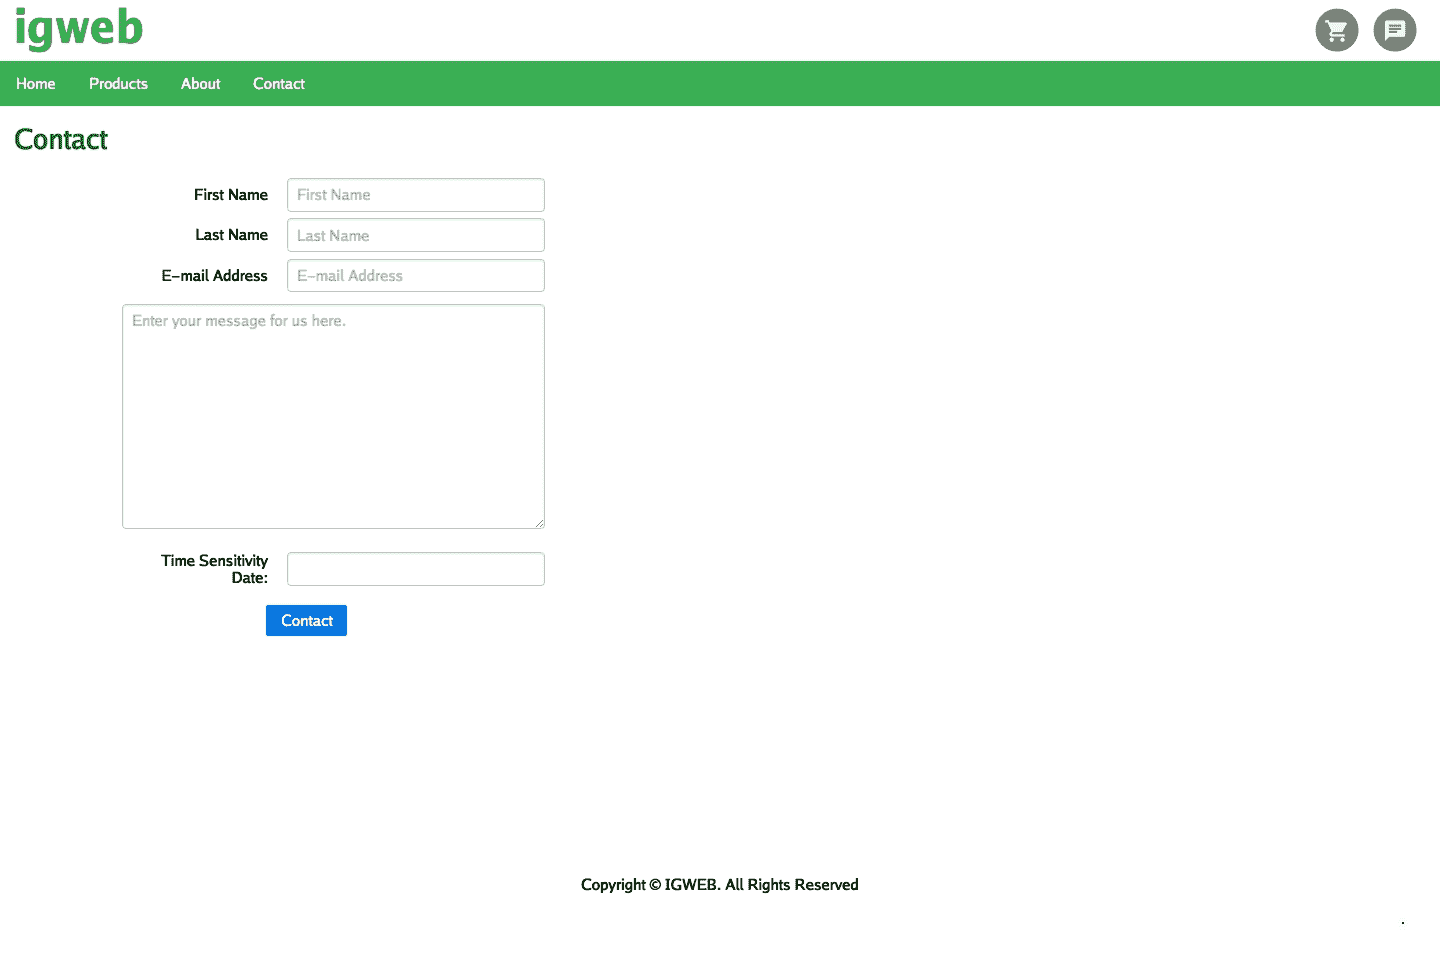 igweb
Home Products About Contact
Contact
First Name First Name
Last Name Last Name
E-mail Address E-mail Address
Enter your message for us here.
Time Sensitivity
Date:
Contact
Copyright © IGWEB. All Rights Reserved